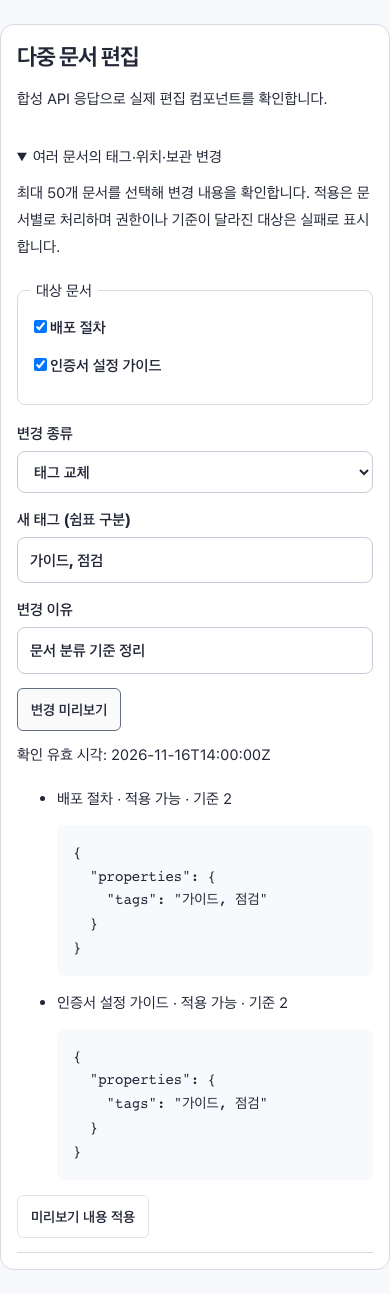 다중 문서 편집
합성 API 응답으로 실제 편집 컴포넌트를 확인합니다.
▼ 여러 문서의 태그·위치·보관 변경
최대 50개 문서를 선택해 변경 내용을 확인합니다. 적용은 문
서별로 처리하며 권한이나 기준이 달라진 대상은 실패로 표시
합니다.
대상 문서
배포 절차
인증서 설정 가이드
변경 종류
태그 교체
새 태그 (쉼표 구분)
가이드, 점검
변경 이유
문서 분류 기준 정리
변경 미리보기
확인 유효 시각: 2026-11-16T14:00:00Z
• 배포 절차 · 적용 가능 · 기준 2
{
  "properties": {
    "tags": "가이드, 점검"
  }
}
• 인증서 설정 가이드 · 적용 가능 · 기준 2
{
  "properties": {
    "tags": "가이드, 점검"
  }
}
미리보기 내용 적용